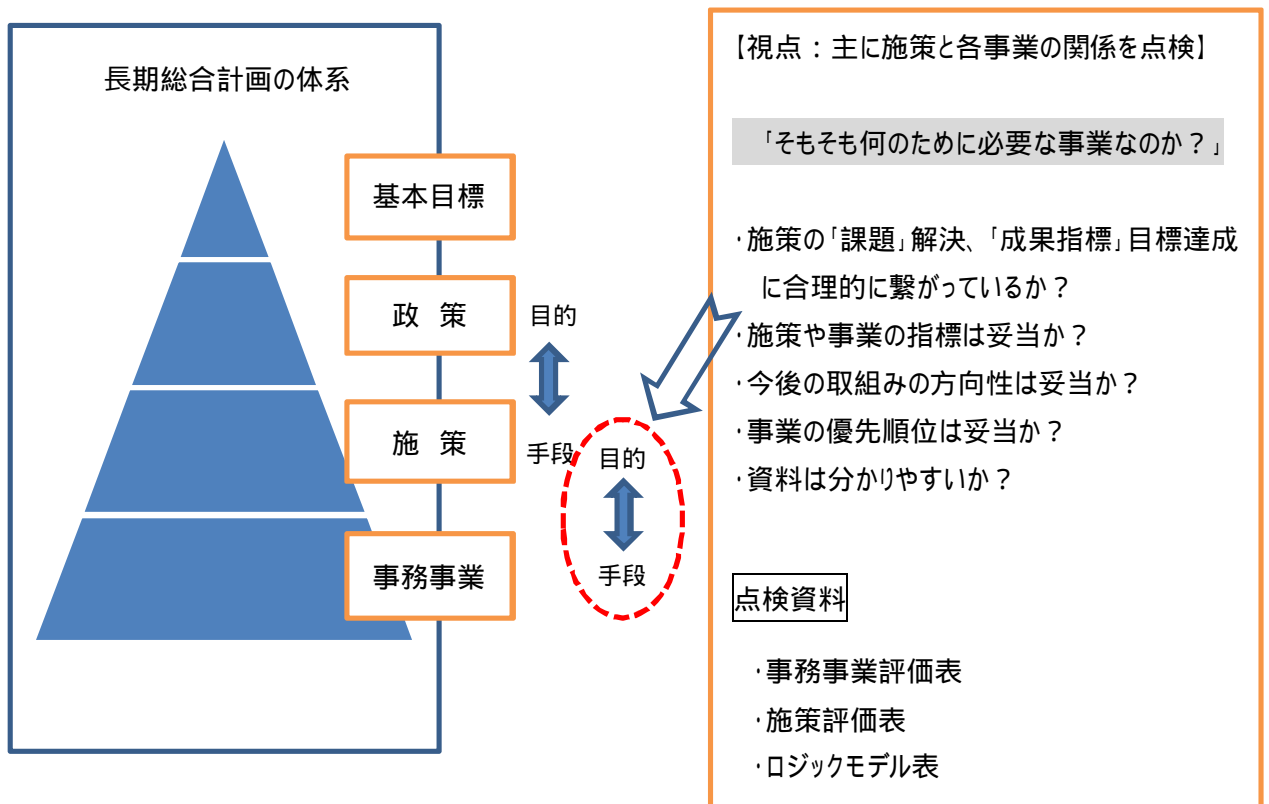 長期総合計画の体系
基本目標
政 策
施 策
事務事業
目的
手段
目的
手段
【視点：主に施策と各事業の関係を点検】
「そもそも何のために必要な事業なのか？」
・施策の「課題」解決、「成果指標」目標達成
に合理的に繋がっているか？
・施策や事業の指標は妥当か？
・今後の取組みの方向性は妥当か？
・事業の優先順位は妥当か？
・資料は分かりやすいか？
点検資料
・事務事業評価表
・施策評価表
・ロジックモデル表